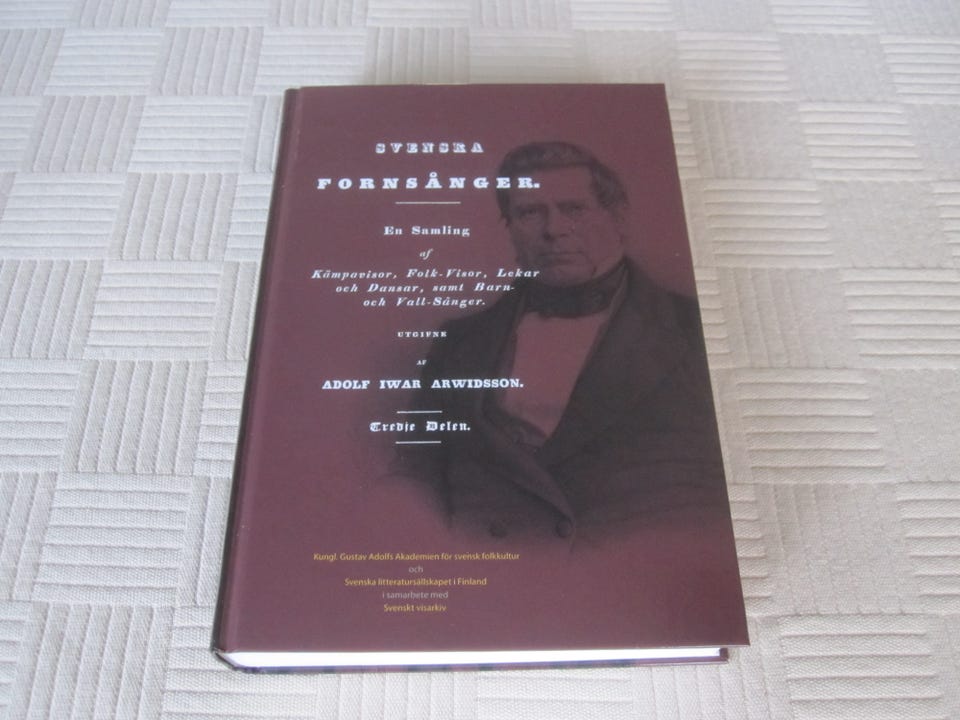 SVENSKA
FORNSÅNGER.
En Samling
af
Kämpavisor, Folk-Visor, Lekar
och Dansar, samt Barn-
och Vall-Sånger.
UTGIFNE
AF
ADOLF IWAR ARWIDSSON.
Tredje Delen.
Kungl. Gustav Adolfs Akademien för svensk folkkultur
och
Svenska litteratursällskapet i Finland
i samarbete med
Svenskt visarkiv